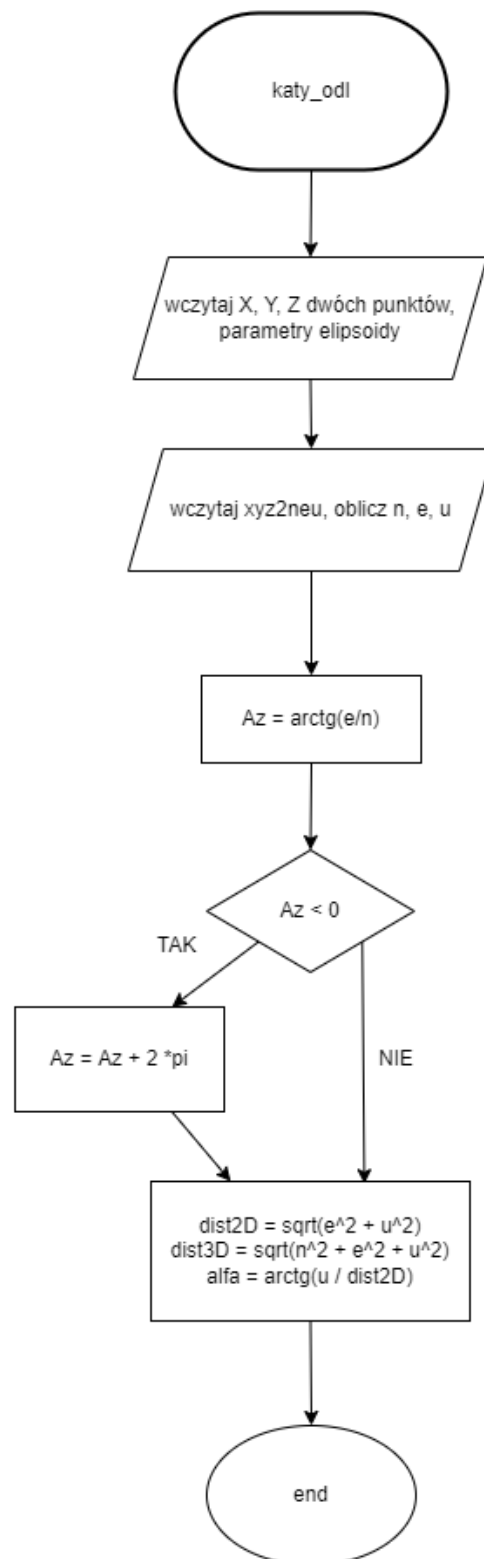 katy_odl
wczytaj X, Y, Z dwóch punktów,
parametry elipsoidy
wczytaj xyz2neu, oblicz n, e, u
Az = arctg(e/n)
Az < 0
TAK
Az = Az + 2 *pi
NIE
dist2D = sqrt(e^2 + u^2)
dist3D = sqrt(n^2 + e^2 + u^2)
alfa = arctg(u / dist2D)
end